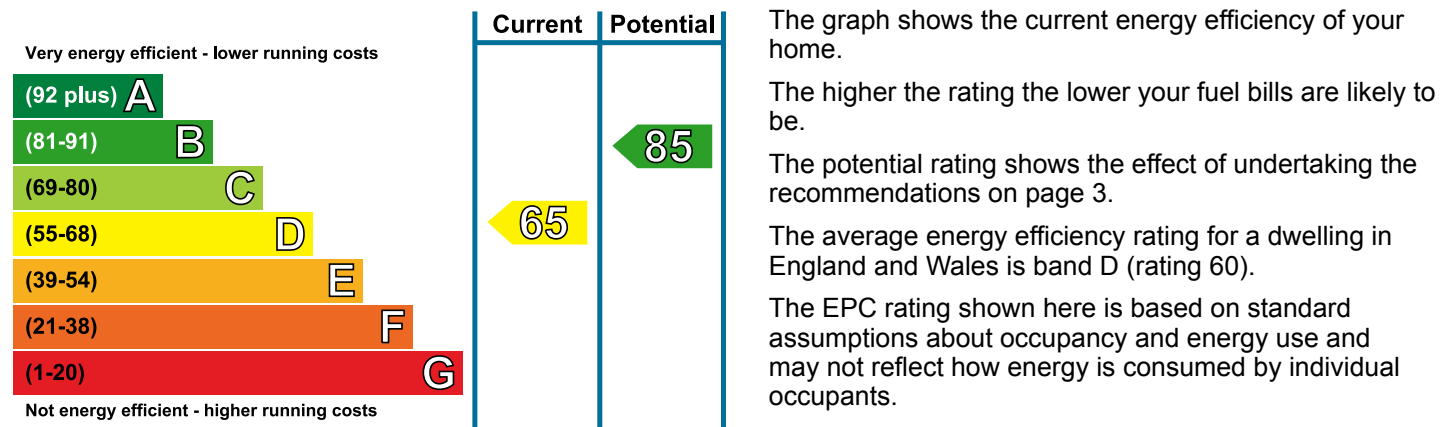 Current Potential
Very energy efficient - lower running costs
(92 plus) A
(81-91) B
85
(69-80) C
65
(55-68) D
(39-54) E
(21-38) F
(1-20) G
Not energy efficient - higher running costs
The graph shows the current energy efficiency of your
home.
The higher the rating the lower your fuel bills are likely to
be.
The potential rating shows the effect of undertaking the
recommendations on page 3.
The average energy efficiency rating for a dwelling in
England and Wales is band D (rating 60).
The EPC rating shown here is based on standard
assumptions about occupancy and energy use and
may not reflect how energy is consumed by individual
occupants.